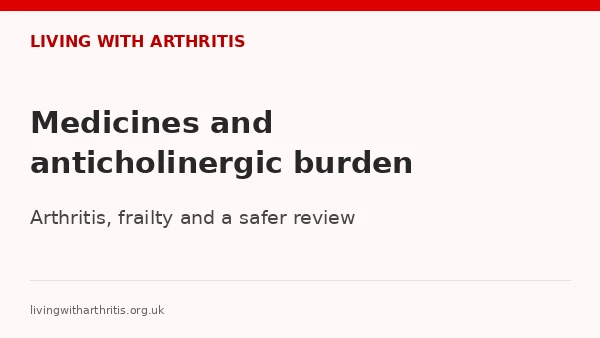 LIVING WITH ARTHRITIS
Medicines and
anticholinergic burden
Arthritis, frailty and a safer review
livingwitharthritis.org.uk